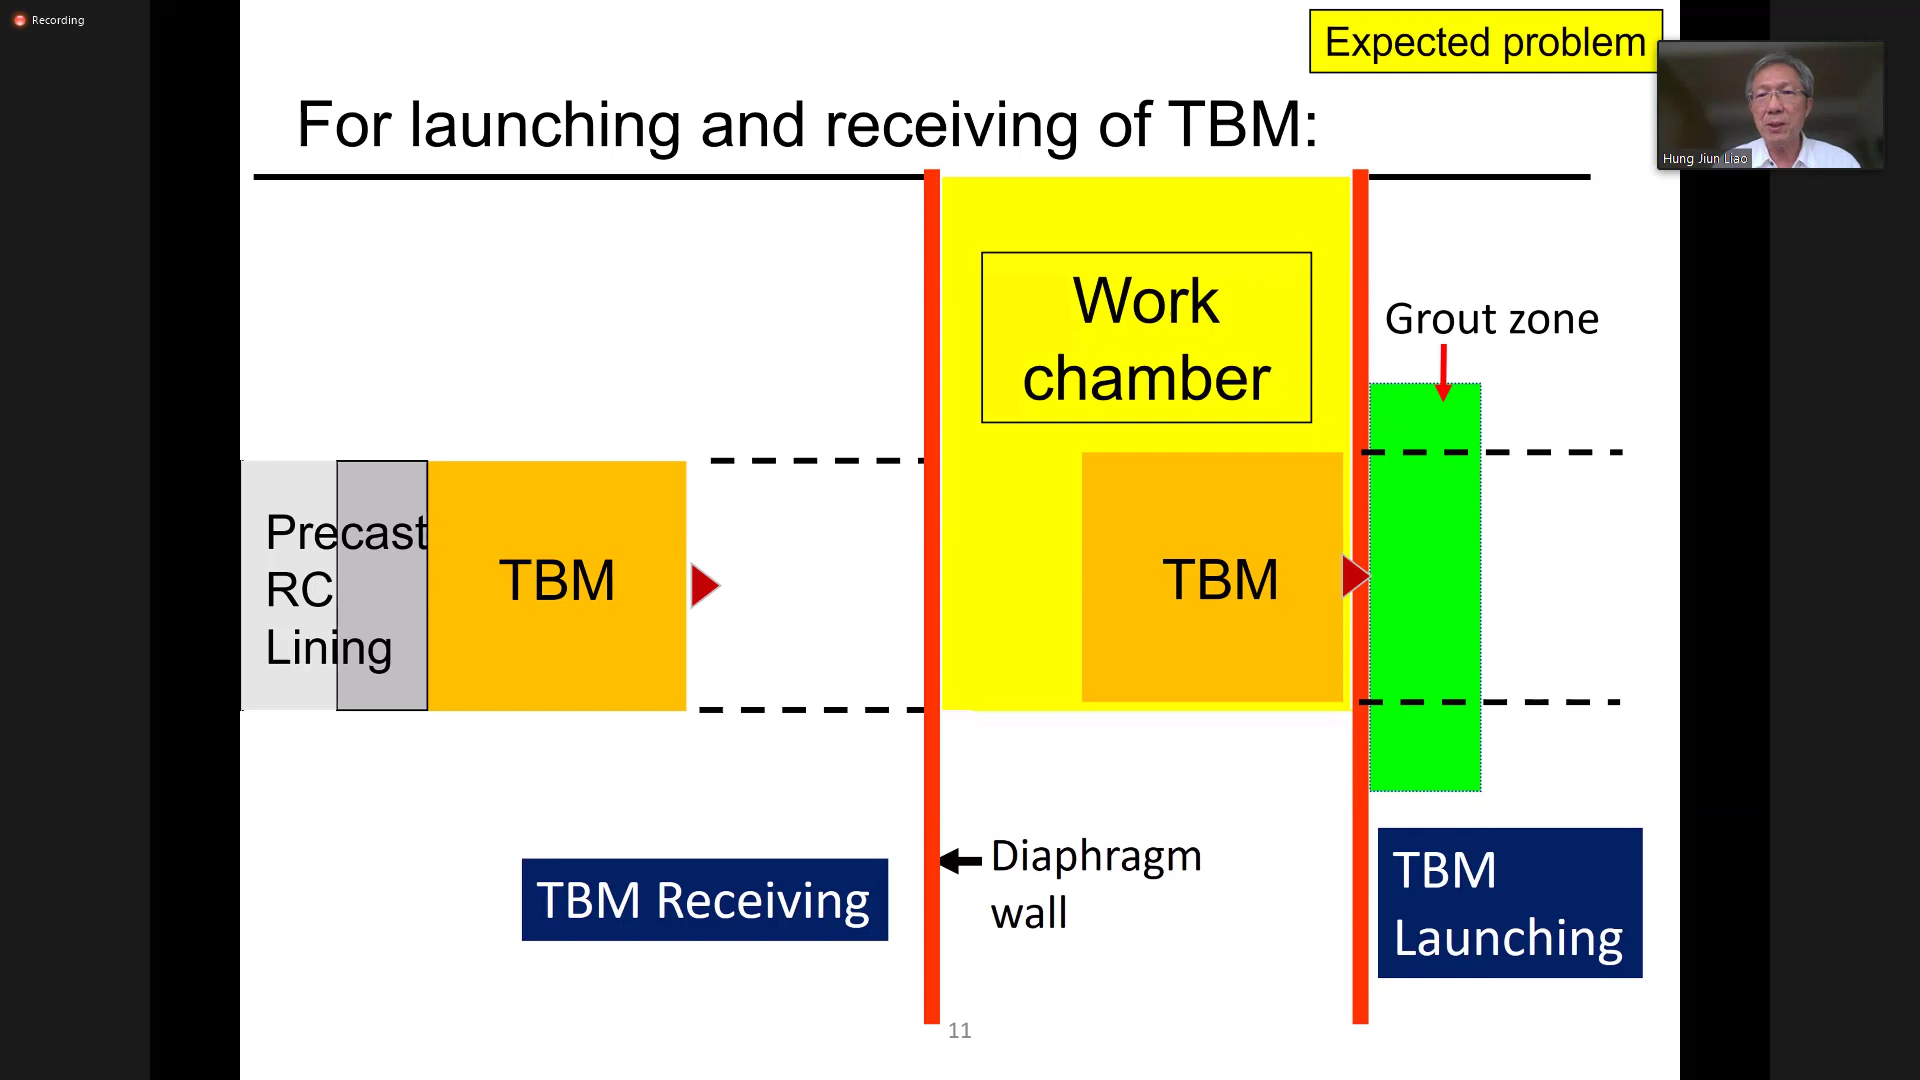 Recording
Expected problem
Hung Jiun Liao
For launching and receiving of TBM:
Work
chamber
Grout zone
Precast
RC
Lining
TBM
TBM
Diaphragm
wall
TBM Receiving
TBM
Launching
11